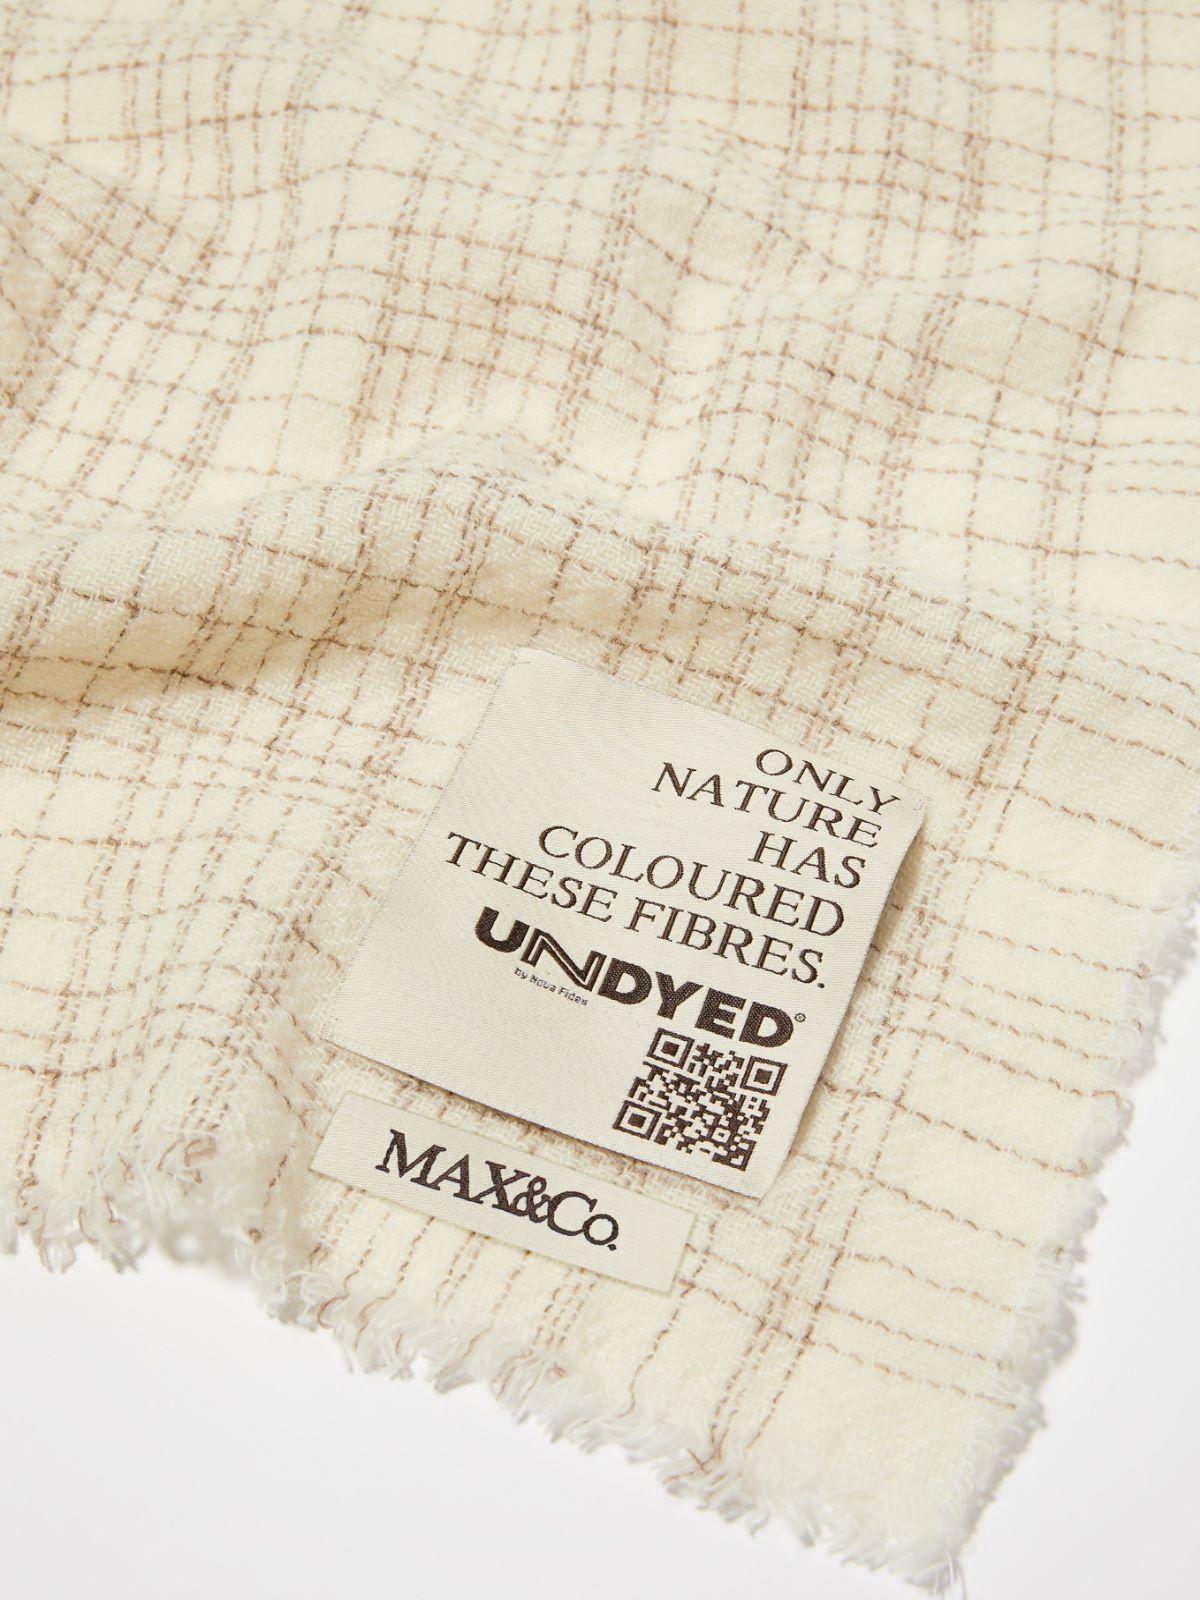 ONLY
NATURE
HAS
COLOURED
THESE FIBRES.
UNDYED®
by Nova Fides
MAX&Co.